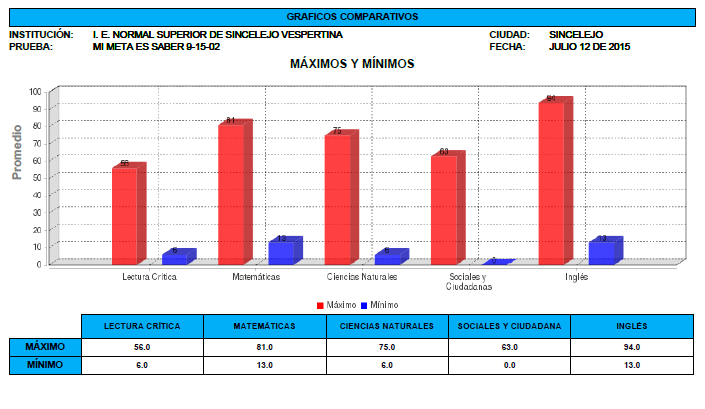 GRAFICOS COMPARATIVOS
INSTITUCIÓN: I. E. NORMAL SUPERIOR DE SINCELEJO VESPERTINA CIUDAD: SINCELEJO
PRUEBA: MI META ES SABER 9-15-02 FECHA: JULIO 12 DE 2015
MÁXIMOS Y MÍNIMOS
Promedio
100
90
80
70
60
50
40
30
20
10
0
56 6 81 13 75 6 63 0 94 13
Lectura Crítica Matemáticas Ciencias Naturales Sociales y Inglés
Ciudadanas
Máximo Mínimo
LECTURA CRÍTICA MATEMÁTICAS CIENCIAS NATURALES SOCIALES Y CIUDADANA INGLÉS
MÁXIMO 56.0 81.0 75.0 63.0 94.0
MÍNIMO 6.0 13.0 6.0 0.0 13.0